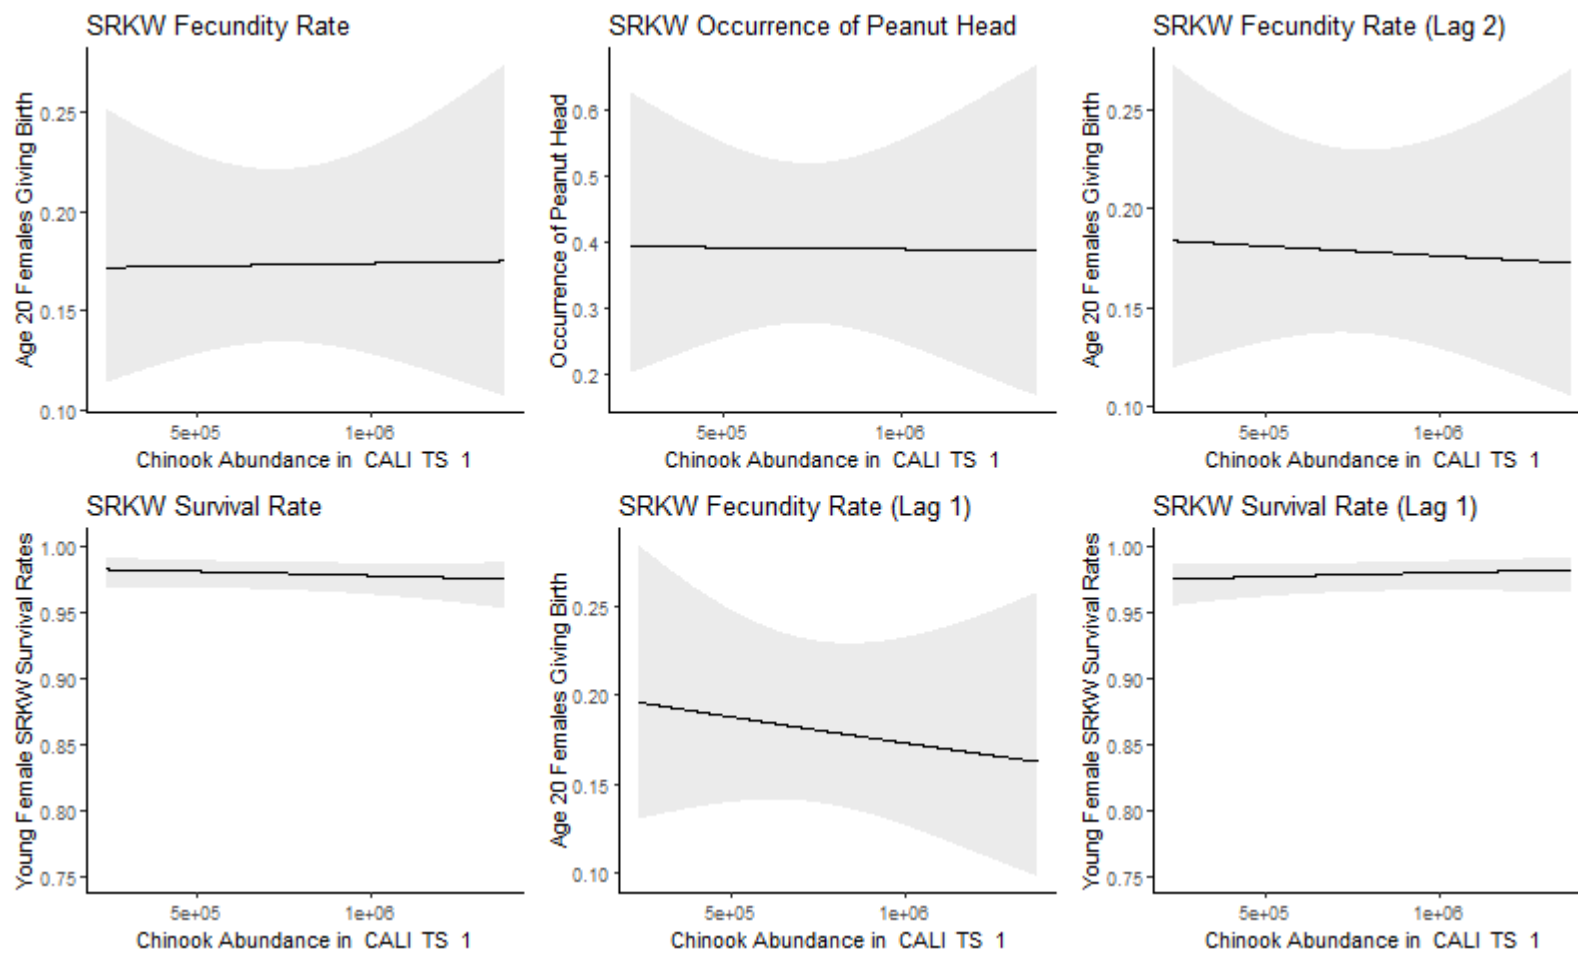 SRKW Fecundity Rate
Age 20 Females Giving Birth
0.25
0.20
0.15
0.10
5e+05 1e+06
Chinook Abundance in CALI TS 1
SRKW Occurrence of Peanut Head
Occurrence of Peanut Head
0.6
0.5
0.4
0.3
0.2
5e+05 1e+06
Chinook Abundance in CALI TS 1
SRKW Fecundity Rate (Lag 2)
Age 20 Females Giving Birth
0.25
0.20
0.15
0.10
5e+05 1e+06
Chinook Abundance in CALI TS 1
SRKW Survival Rate
Young Female SRKW Survival Rates
1.00
0.95
0.90
0.85
0.80
0.75
5e+05 1e+06
Chinook Abundance in CALI TS 1
SRKW Fecundity Rate (Lag 1)
Age 20 Females Giving Birth
0.25
0.20
0.15
0.10
5e+05 1e+06
Chinook Abundance in CALI TS 1
SRKW Survival Rate (Lag 1)
Young Female SRKW Survival Rates
1.00
0.95
0.90
0.85
0.80
0.75
5e+05 1e+06
Chinook Abundance in CALI TS 1